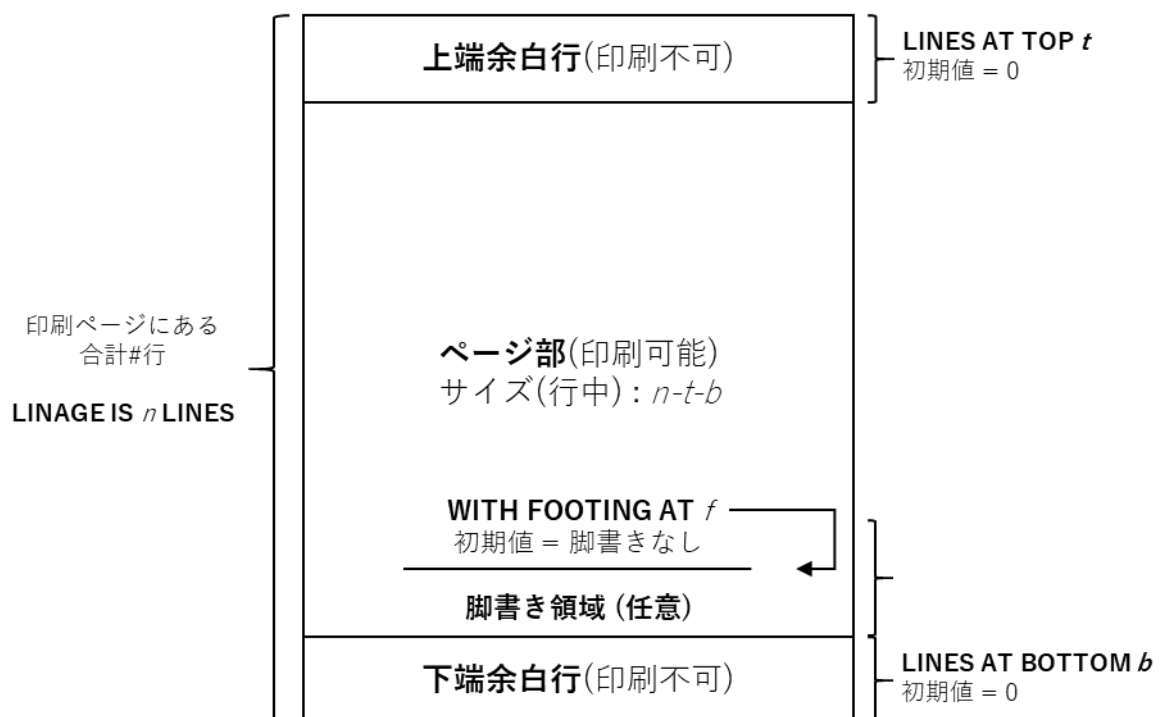 上端余白行(印刷不可)
LINES AT TOP t
初期値 = 0
印刷ページにある
合計#行
LINAGE IS n LINES
ページ部(印刷可能)
サイズ(行中) : n-t-b
WITH FOOTING AT f
初期値 = 脚書きなし
脚書き領域 (任意)
下端余白行(印刷不可)
LINES AT BOTTOM b
初期値 = 0